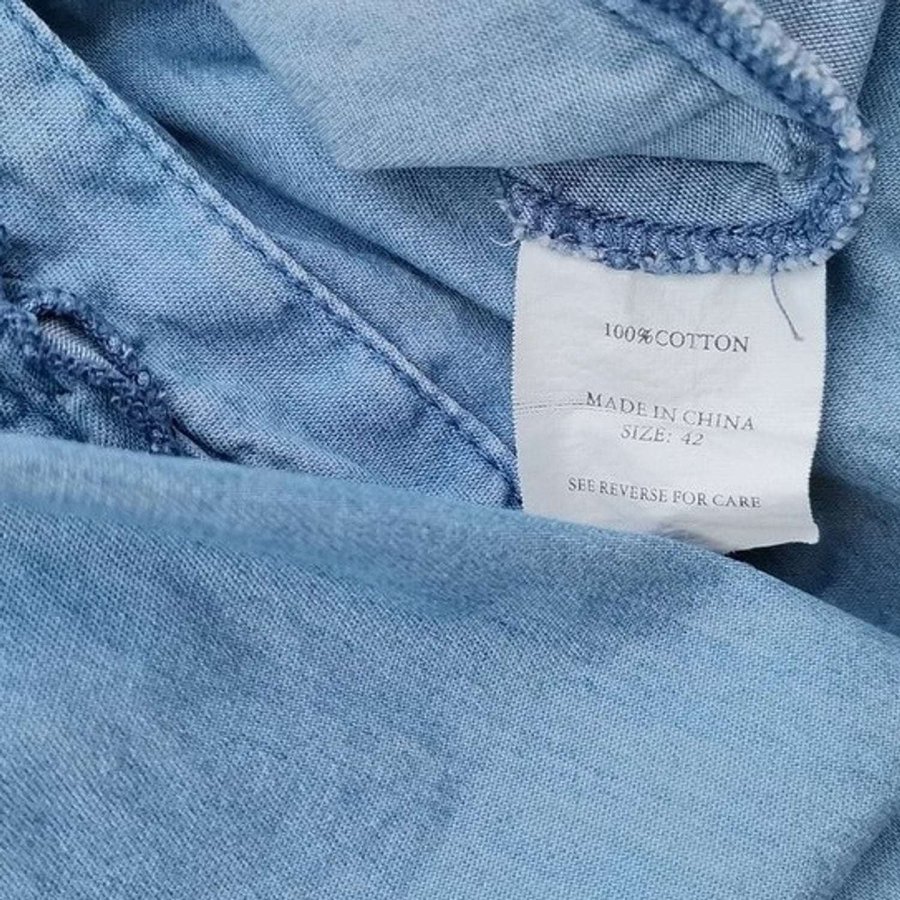 100%COTTON
MADE IN CHINA
SIZE: 42
SEE REVERSE FOR CARE